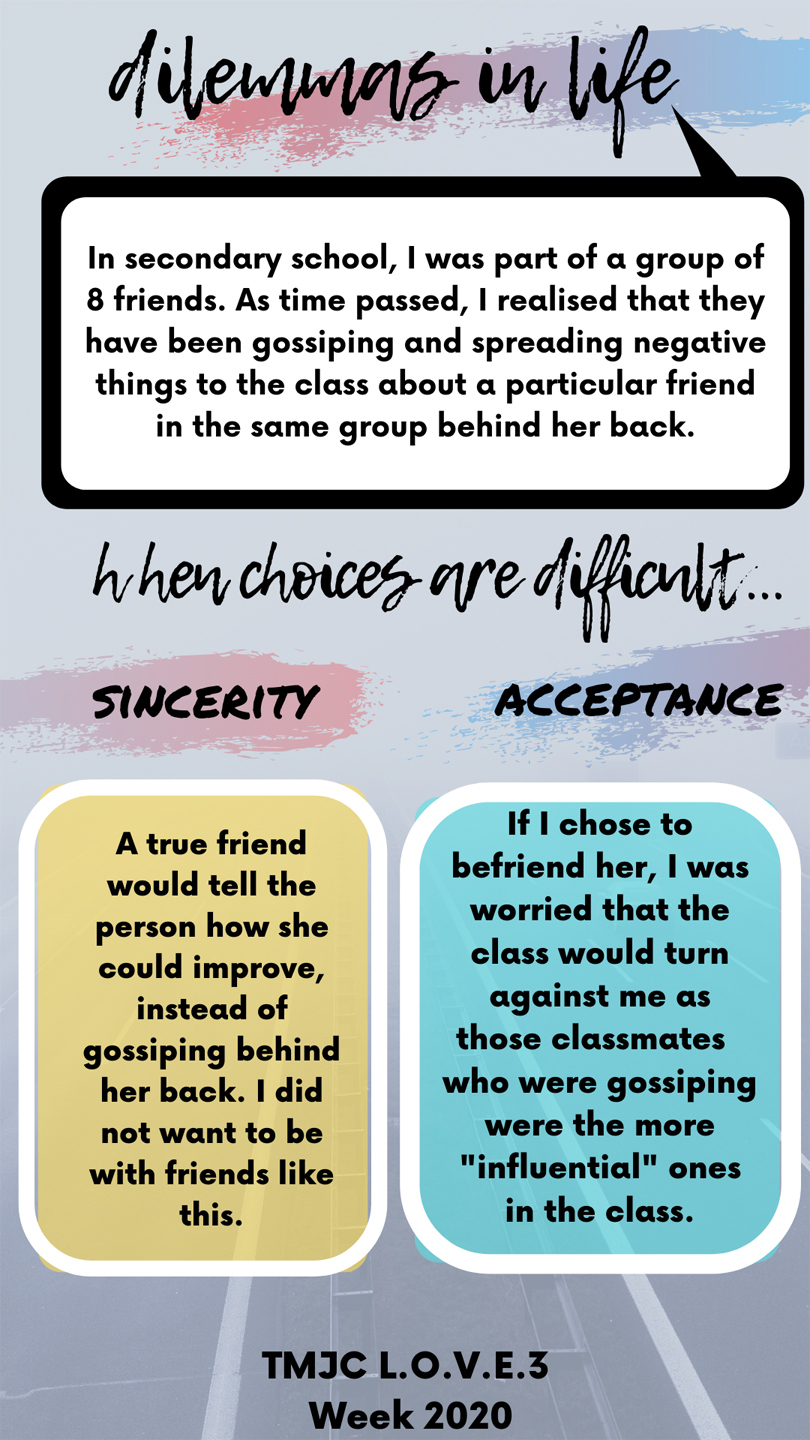 dilemmas in life
In secondary school, I was part of a group of
8 friends. As time passed, I realised that they
have been gossiping and spreading negative
things to the class about a particular friend
in the same group behind her back.
When choices are difficult...
SINCERITY
ACCEPTANCE
A true friend
would tell the
person how she
could improve,
instead of
gossiping behind
her back. I did
not want to be
with friends like
this.
If I chose to
befriend her, I was
worried that the
class would turn
against me as
those classmates
who were gossiping
were the more
"influential" ones
in the class.
TMJC L.O.V.E.3
Week 2020